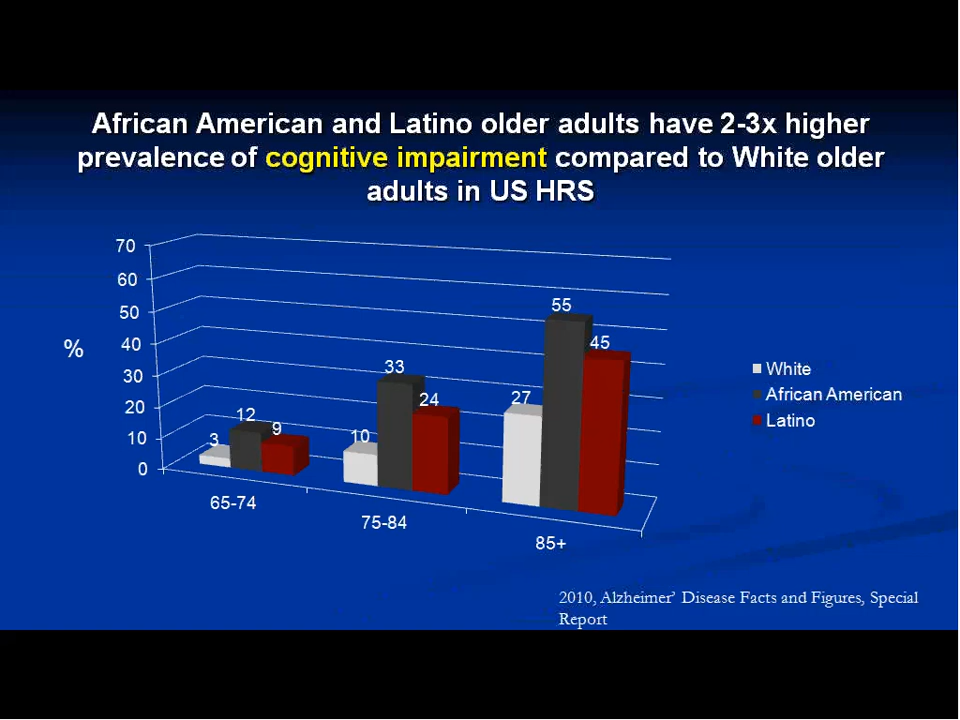 African American and Latino older adults have 2-3x higher
prevalence of cognitive impairment compared to White older
adults in US HRS
70
60
50
40
30
20
10
0
%
3
12
9
10
33
24
27
55
45
65-74
75-84
85+
White
African American
Latino
2010, Alzheimer’ Disease Facts and Figures, Special
Report